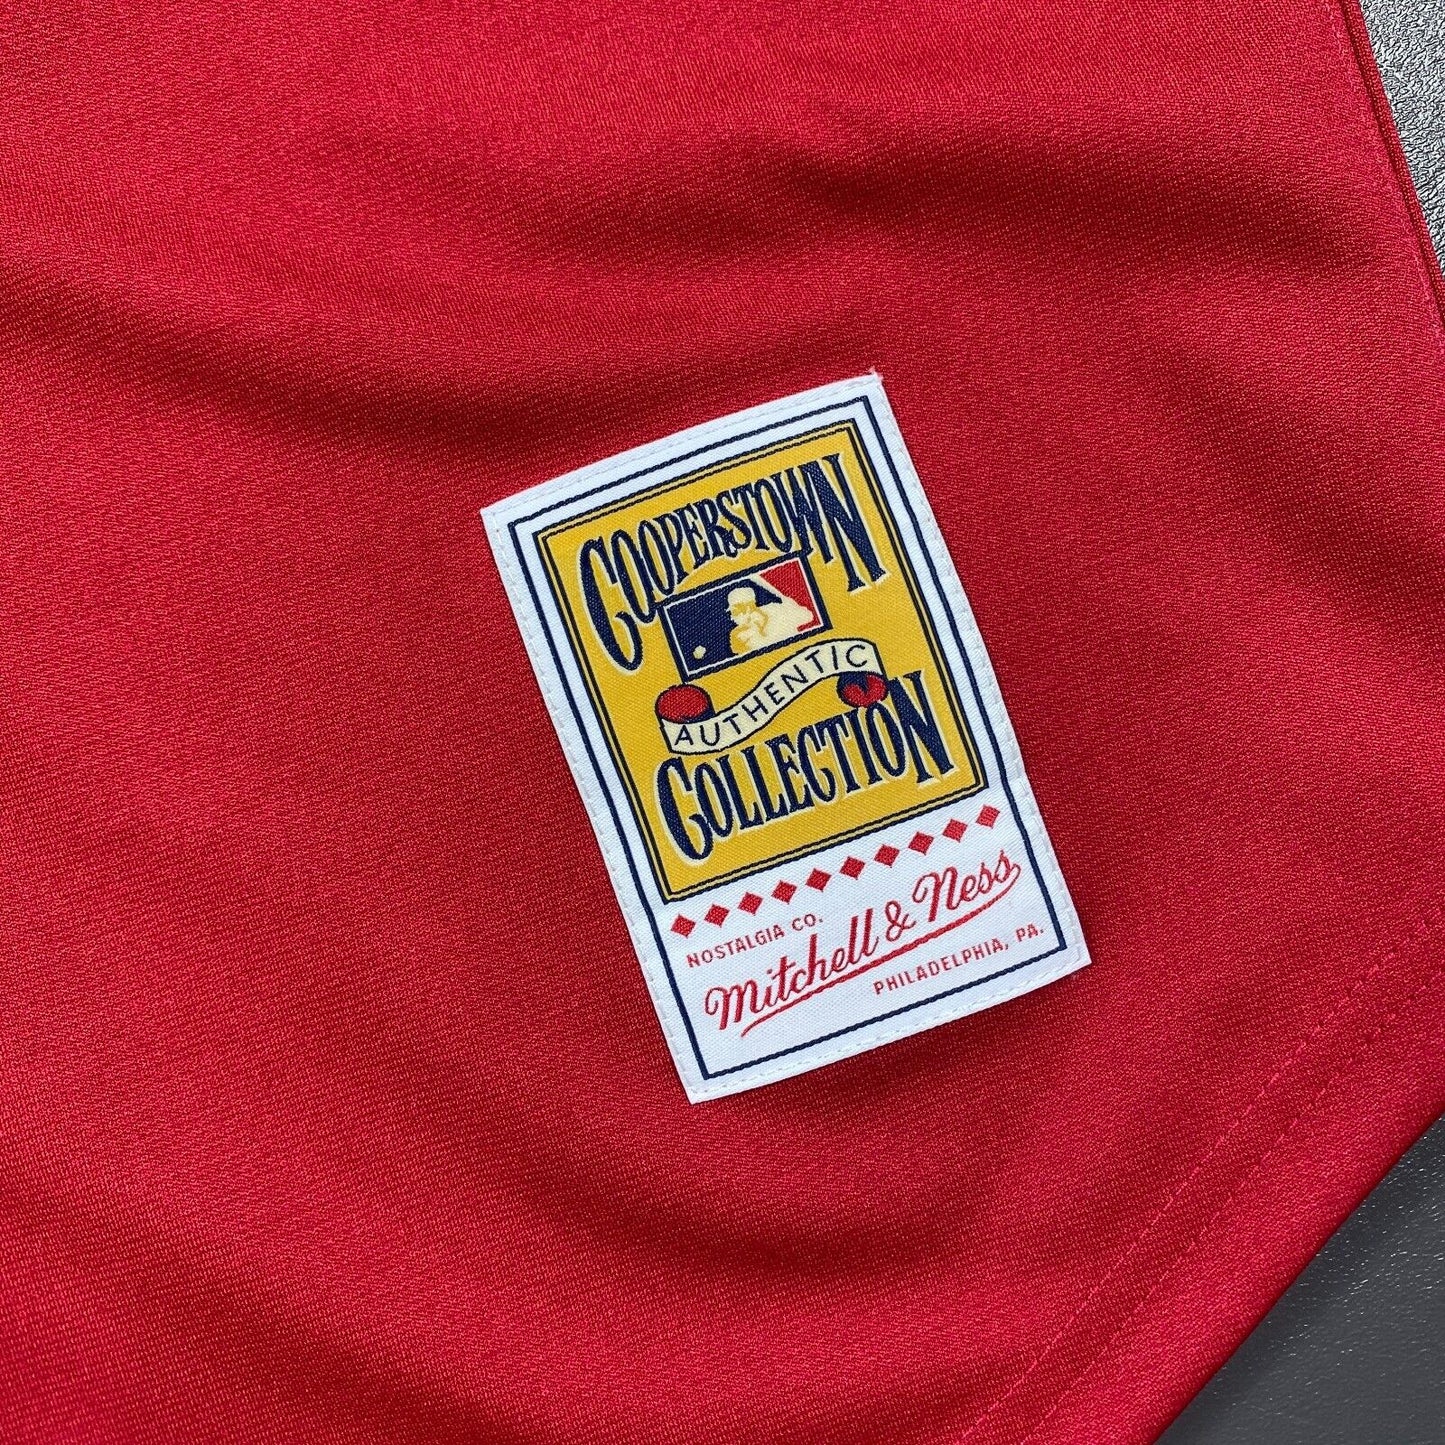 COOPERSTOWN
AUTHENTIC
COLLECTION
NOSTALGIA CO.
Mitchell & Ness
PHILADELPHIA, PA.